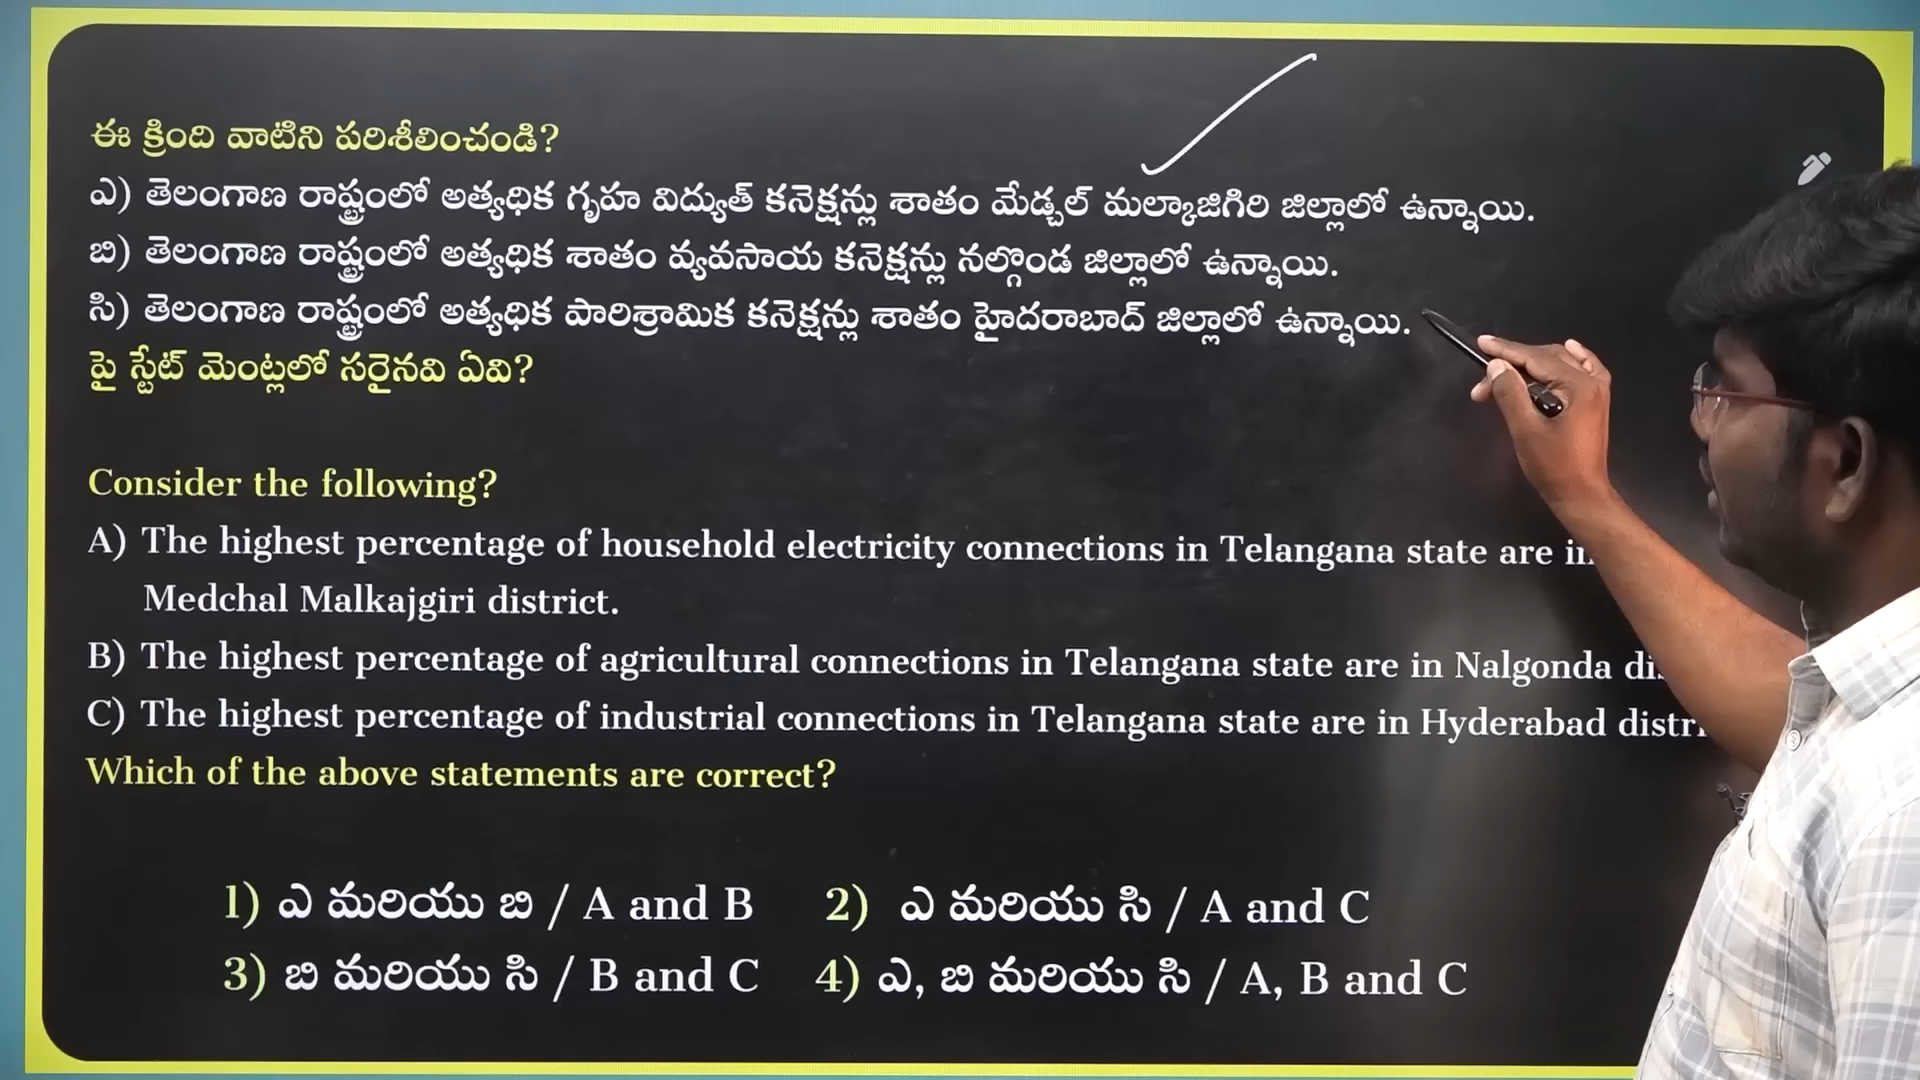 ఈ క్రింది వాటిని పరిశీలించండి?
ఎ) తెలంగాణ రాష్ట్రంలో అత్యధిక గృహ విద్యుత్ కనెక్షన్లు శాతం మేడ్చల్ మల్కాజిగిరి జిల్లాలో ఉన్నాయి.
బి) తెలంగాణ రాష్ట్రంలో అత్యధిక శాతం వ్యవసాయ కనెక్షన్లు నల్గొండ జిల్లాలో ఉన్నాయి.
సి) తెలంగాణ రాష్ట్రంలో అత్యధిక పారిశ్రామిక కనెక్షన్లు శాతం హైదరాబాద్ జిల్లాలో ఉన్నాయి.
పై స్టేట్ మెంట్లలో సరైనవి ఏవి?
Consider the following?
A) The highest percentage of household electricity connections in Telangana state are
Medchal Malkajgiri district.
B) The highest percentage of agricultural connections in Telangana state are in Nalgonda
C) The highest percentage of industrial connections in Telangana state are in Hyderabad
Which of the above statements are correct?
1) ఎ మరియు బి / A and B 2) ఎ మరియు సి / A and C
3) బి మరియు సి / B and C 4) ఎ, బి మరియు సి / A, B and C